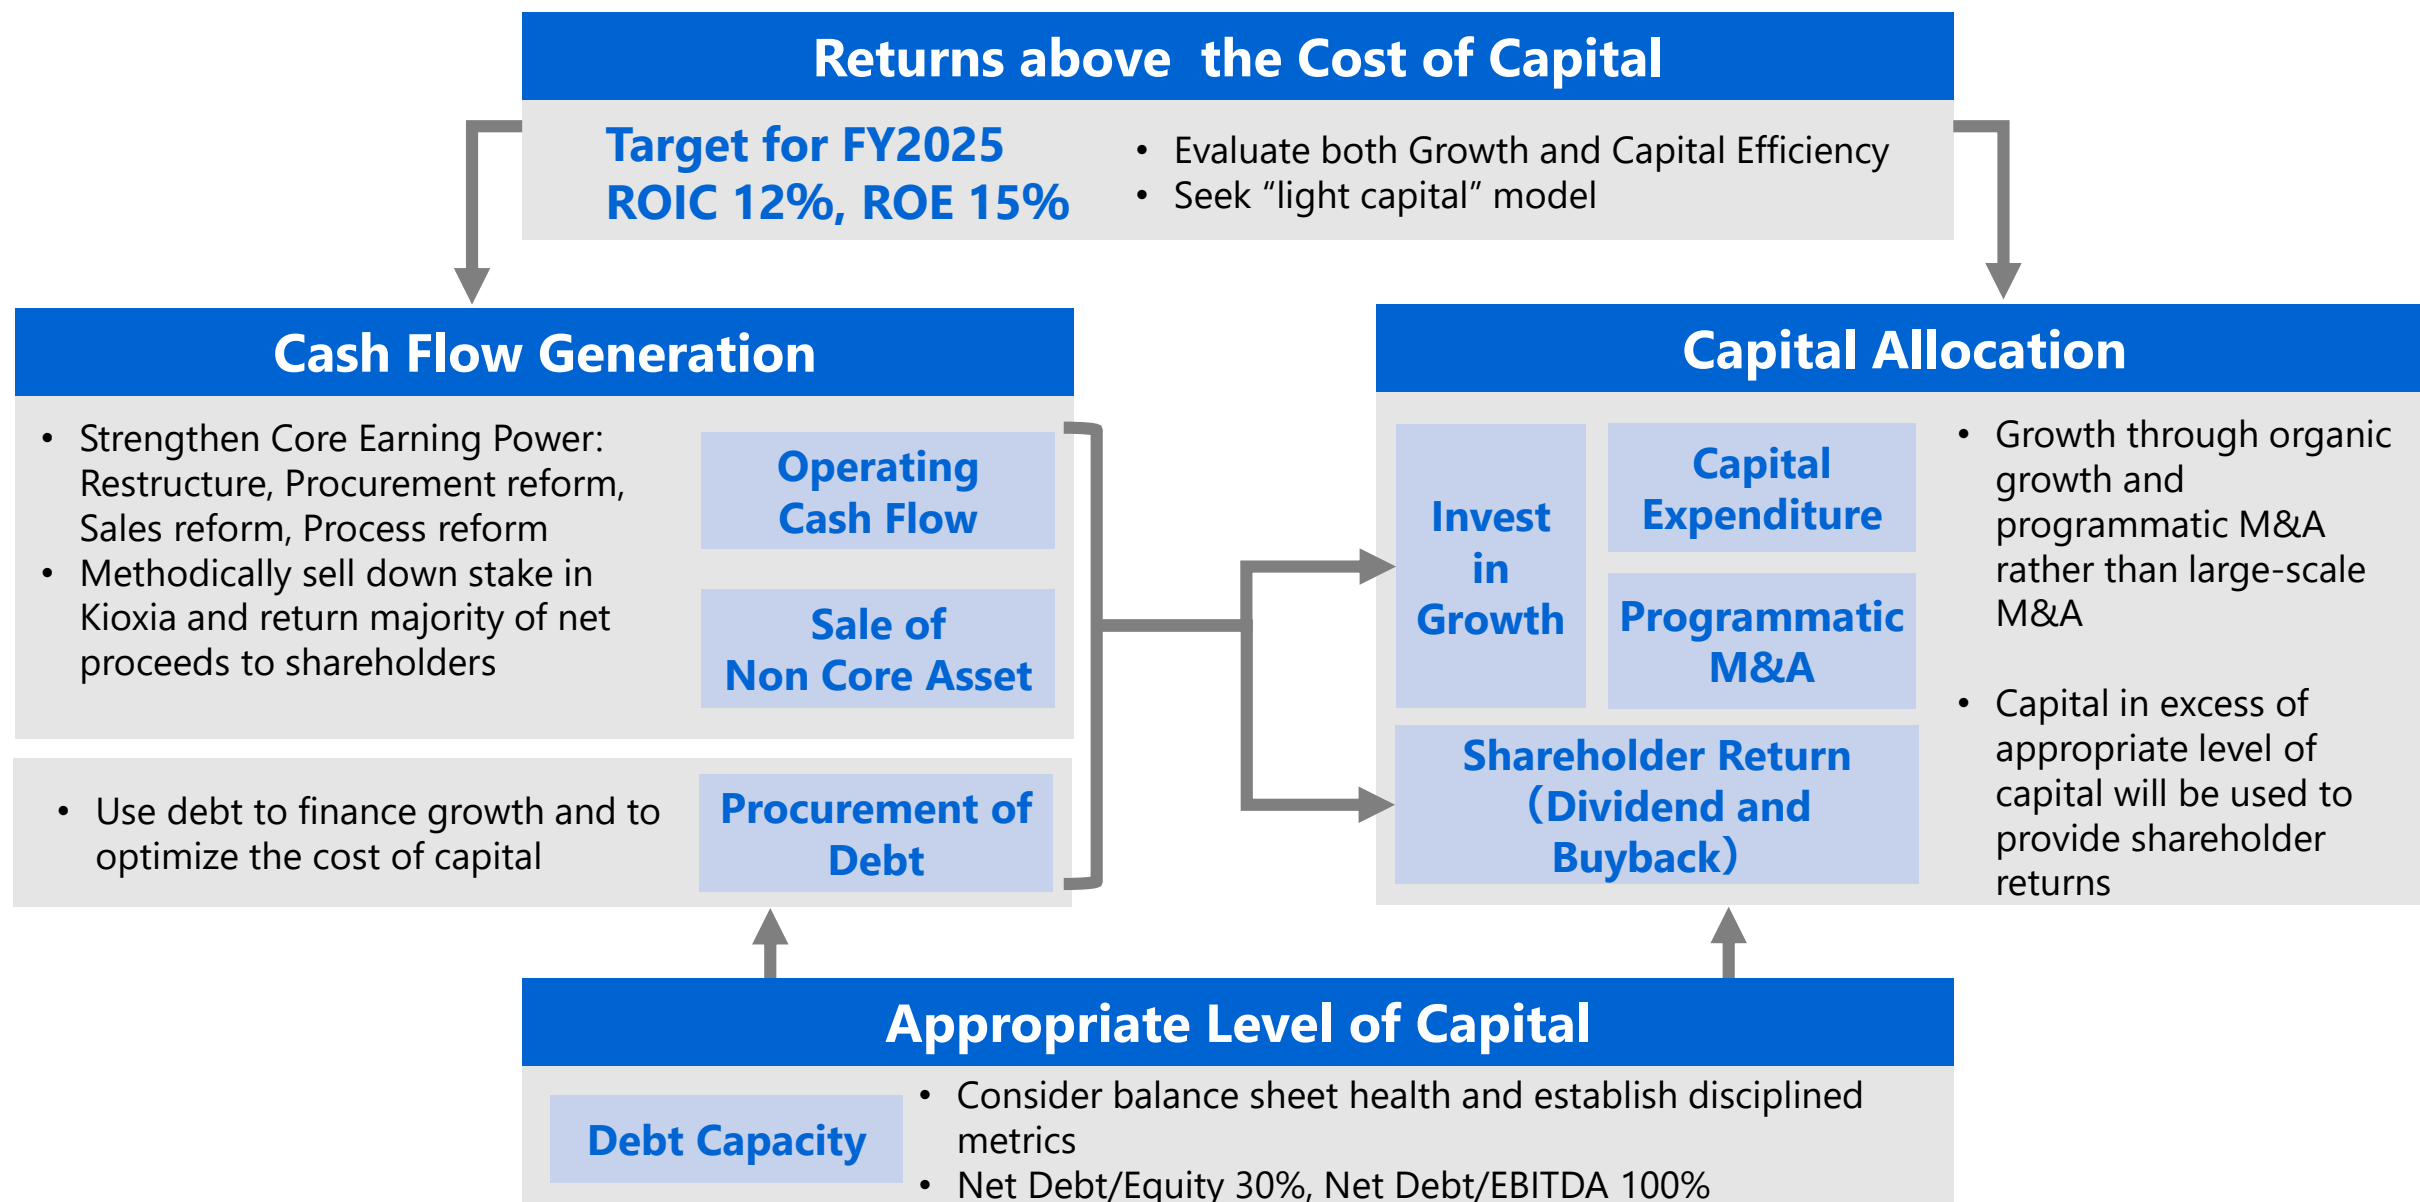 Returns above the Cost of Capital
Target for FY2025
ROIC 12%, ROE 15%
• Evaluate both Growth and Capital Efficiency
• Seek “light capital” model
Cash Flow Generation
• Strengthen Core Earning Power:
Restructure, Procurement reform,
Sales reform, Process reform
• Methodically sell down stake in
Kioxia and return majority of net
proceeds to shareholders
Operating
Cash Flow
Sale of
Non Core Asset
• Use debt to finance growth and to
optimize the cost of capital
Procurement of
Debt
Capital Allocation
Invest
in
Growth
Capital
Expenditure
Programmatic
M&A
Shareholder Return
（Dividend and
Buyback）
• Growth through organic
growth and
programmatic M&A
rather than large-scale
M&A
• Capital in excess of
appropriate level of
capital will be used to
provide shareholder
returns
Appropriate Level of Capital
Debt Capacity
• Consider balance sheet health and establish disciplined
metrics
• Net Debt/Equity 30%, Net Debt/EBITDA 100%